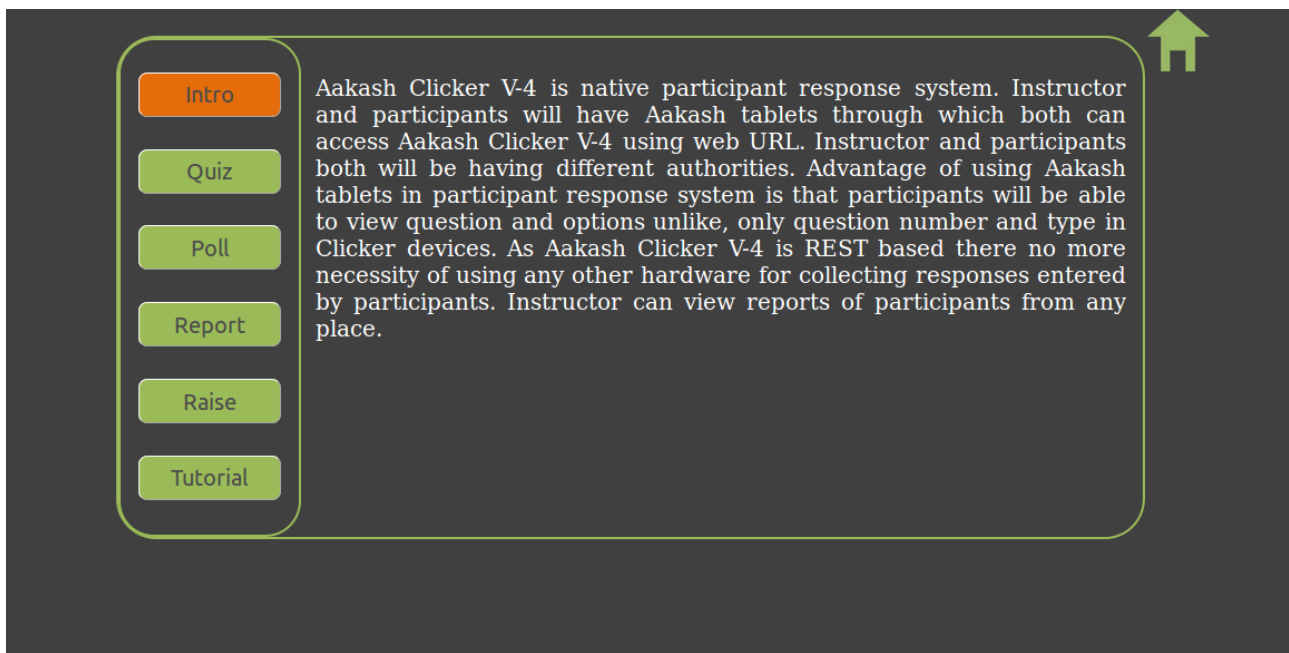 Intro
Quiz
Poll
Report
Raise
Tutorial
Aakash Clicker V-4 is native participant response system. Instructor
and participants will have Aakash tablets through which both can
access Aakash Clicker V-4 using web URL. Instructor and participants
both will be having different authorities. Advantage of using Aakash
tablets in participant response system is that participants will be able
to view question and options unlike, only question number and type in
Clicker devices. As Aakash Clicker V-4 is REST based there no more
necessity of using any other hardware for collecting responses entered
by participants. Instructor can view reports of participants from any
place.